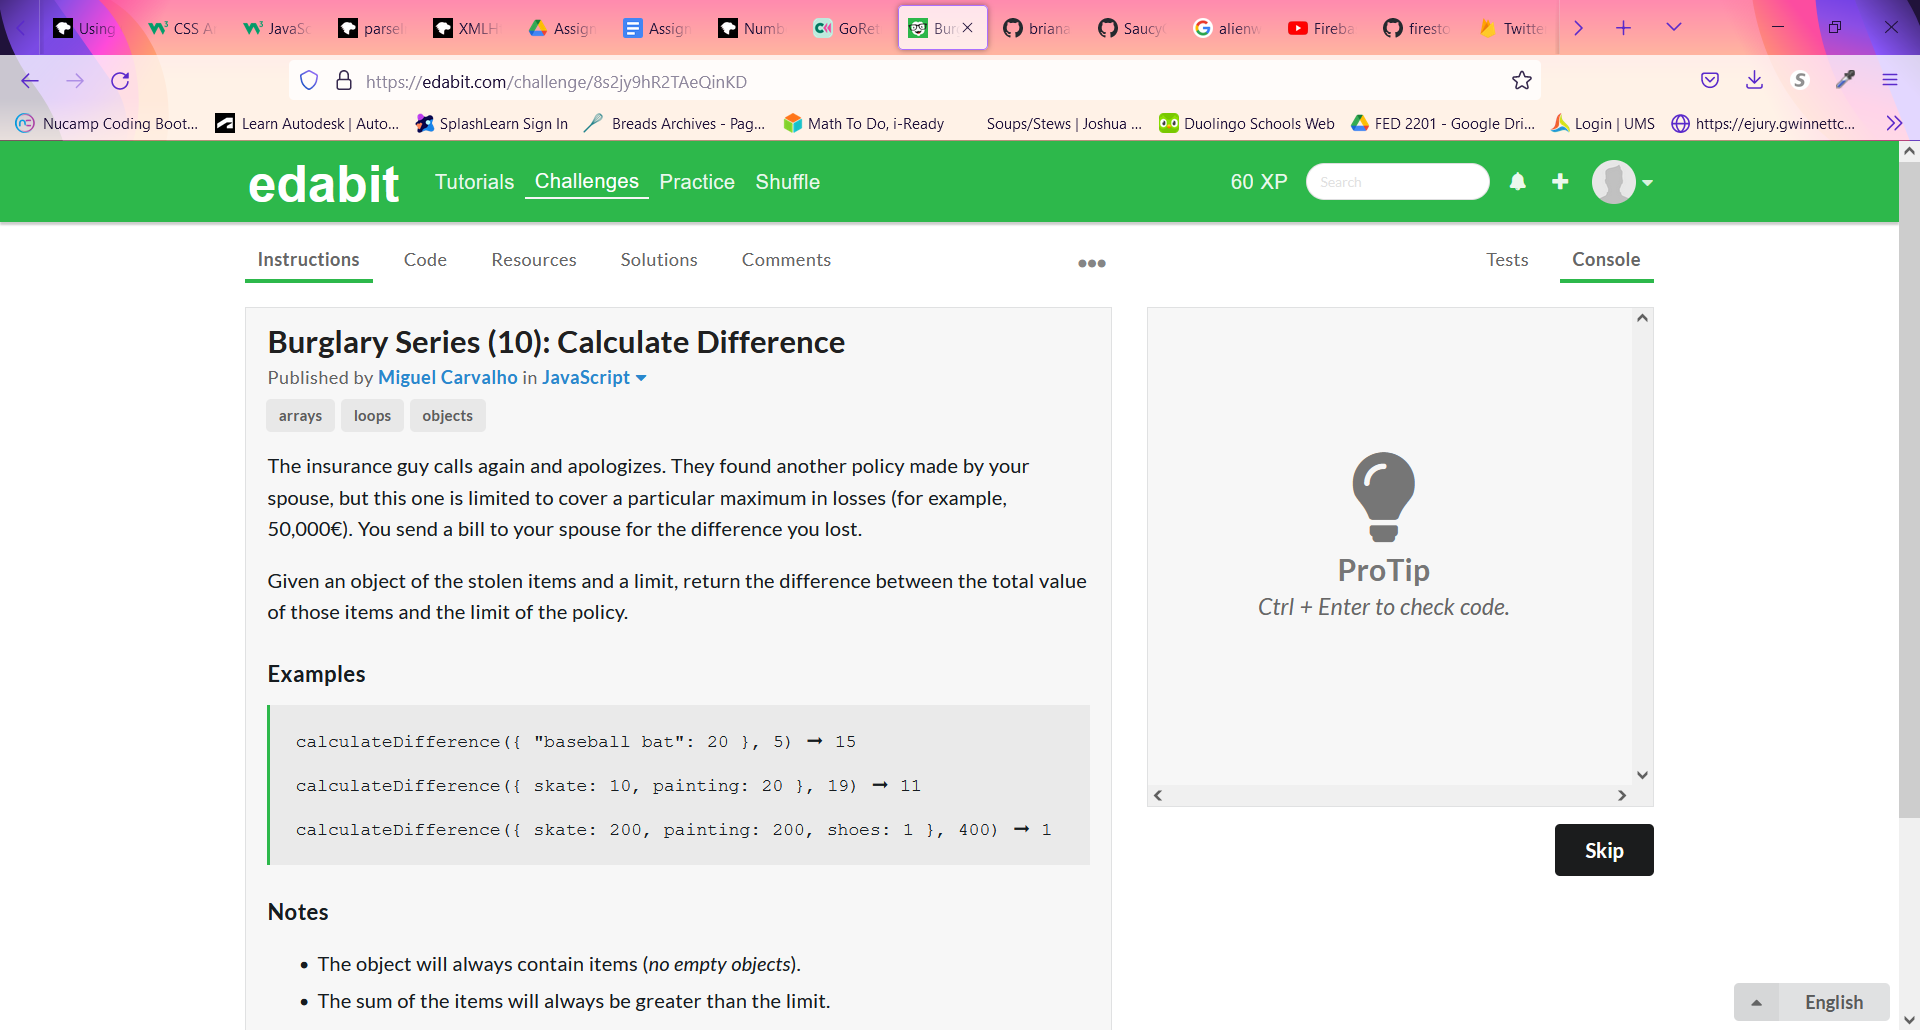 Using
CSS A
JavaSc
parseI
XMLH
Assign
Assign
Numb
GoRet
Bur
briana
Saucy
alienw
Fireba
firesto
Twitte
https://edabit.com/challenge/8s2jy9hR2TAeQinKD
Nucamp Coding Boot...
Learn Autodesk | Auto...
SplashLearn Sign In
Breads Archives - Pag...
Math To Do, i-Ready
Soups/Stews | Joshua ...
Duolingo Schools Web
FED 2201 - Google Dri...
Login | UMS
https://ejury.gwinnettc...
edabit
Tutorials
Challenges
Practice
Shuffle
60 XP
Search
Instructions
Code
Resources
Solutions
Comments
Tests
Console
Burglary Series (10): Calculate Difference
Published by Miguel Carvalho in JavaScript
arrays
loops
objects
The insurance guy calls again and apologizes. They found another policy made by your
spouse, but this one is limited to cover a particular maximum in losses (for example,
50,000€). You send a bill to your spouse for the difference you lost.
Given an object of the stolen items and a limit, return the difference between the total value
of those items and the limit of the policy.
Examples
calculateDifference({ "baseball bat": 20 }, 5) ➞ 15
calculateDifference({ skate: 10, painting: 20 }, 19) ➞ 11
calculateDifference({ skate: 200, painting: 200, shoes: 1 }, 400) ➞ 1
Notes
• The object will always contain items (no empty objects).
• The sum of the items will always be greater than the limit.
ProTip
Ctrl + Enter to check code.
Skip
English